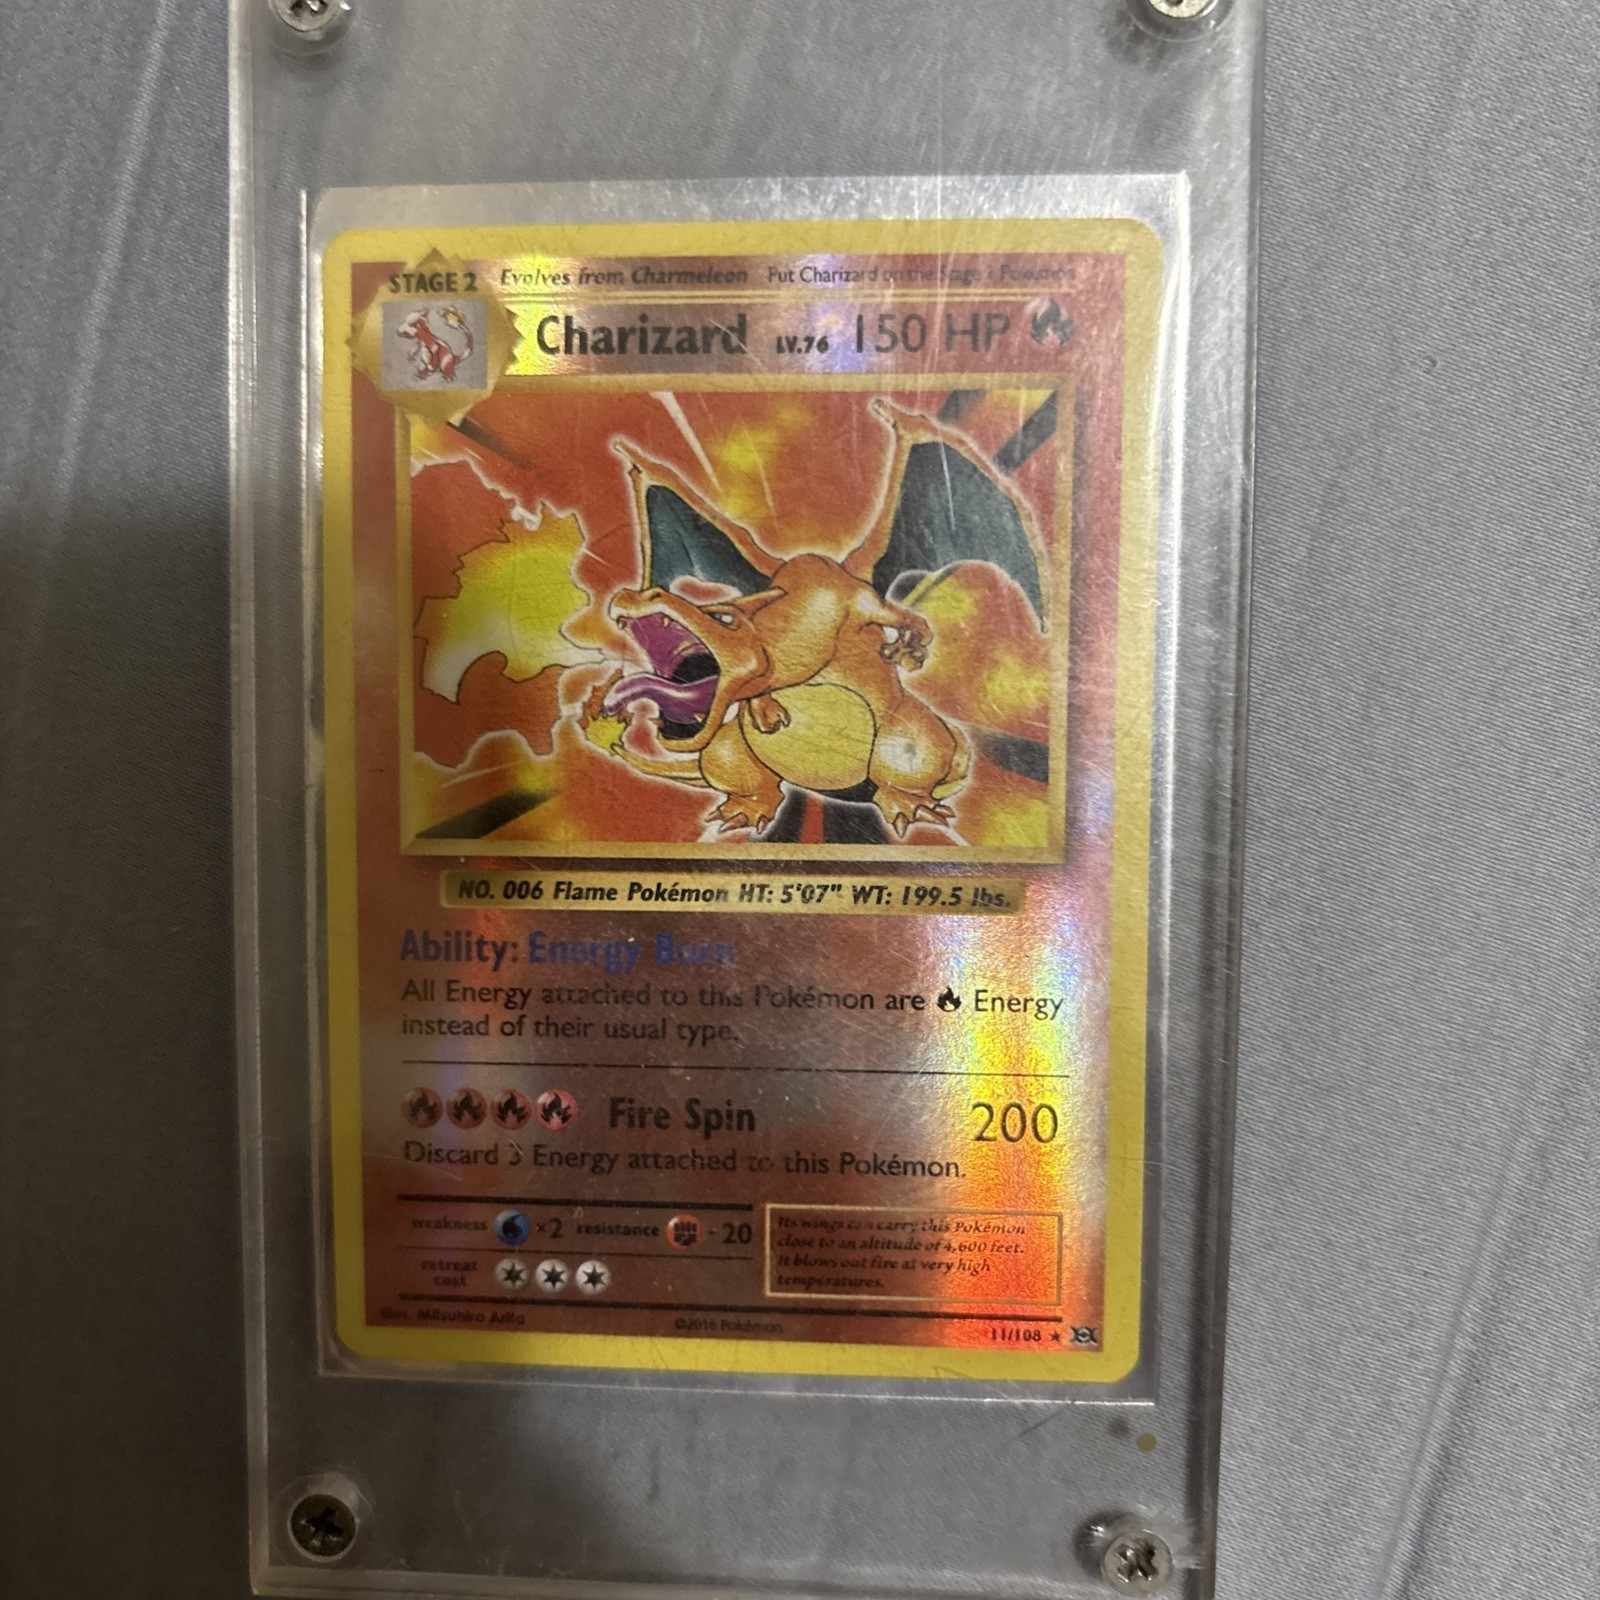 STAGE 2 Evolves from Charmeleon Put Charizard on the Stage 1 Pokémon
Charizard LV.76 150 HP
NO. 006 Flame Pokémon HT: 5'07" WT: 199.5 lbs.
Ability: Energy Burn
All Energy attached to this Pokémon are Energy
instead of their usual type.
Fire Spin 200
Discard 3 Energy attached to this Pokémon.
weakness ×2 resistance -20
retreat
cost
Its wings can carry this Pokémon
close to an altitude of 4,600 feet.
It blows out fire at very high
temperatures.
Illus. Mitsuhiro Arita
©2016 Pokémon
11/108 ★